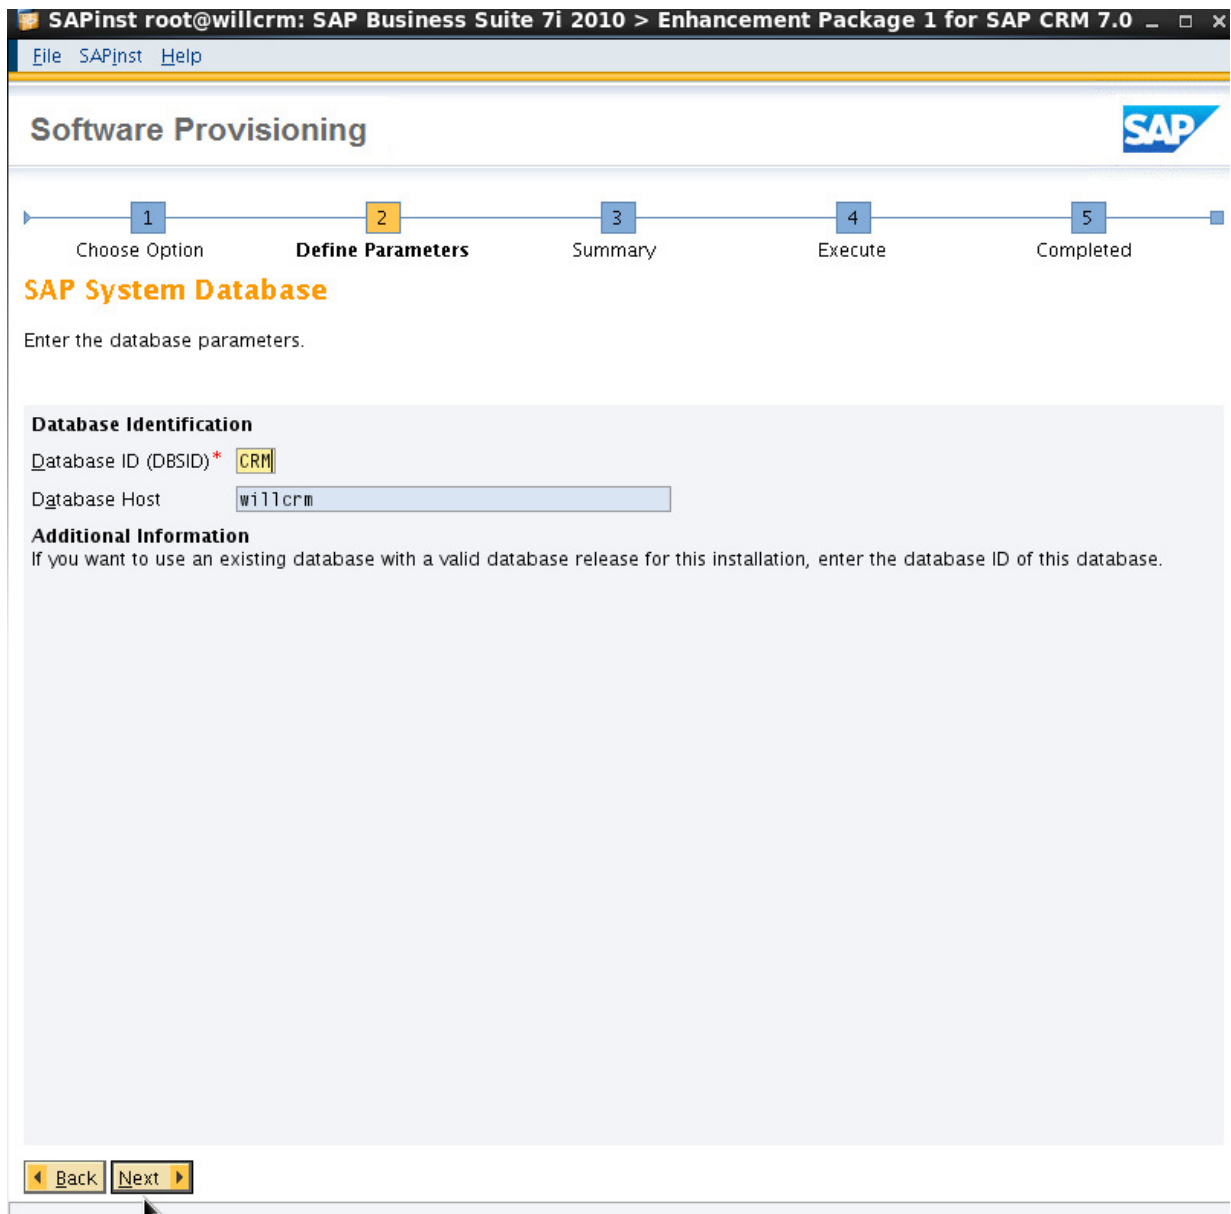 SAPinst root@willcrm: SAP Business Suite 7i 2010 > Enhancement Package 1 for SAP CRM 7.0
File SAPinst Help
Software Provisioning
SAP
1 2 3 4 5
Choose Option Define Parameters Summary Execute Completed
SAP System Database
Enter the database parameters.
Database Identification
Database ID (DBSID)* CRM
Database Host willcrm
Additional Information
If you want to use an existing database with a valid database release for this installation, enter the database ID of this database.
Back Next